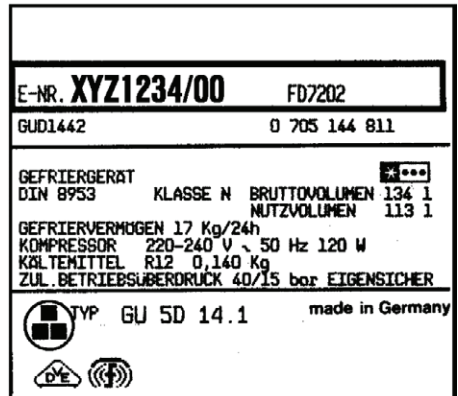 E-NR. XYZ1234/00 FD7202
GUD1442 0 705 144 811
GEFRIERGERÄT
DIN 8953 KLASSE N BRUTTOVOLUMEN 134 l
NUTZVOLUMEN 113 l
GEFRIERVERMÖGEN 17 Kg/24h
KOMPRESSOR 220-240 V ~ 50 Hz 120 W
KÄLTEMITTEL R12 0,140 Kg
ZUL.BETRIEBSÜBERDRUCK 40/15 bar EIGENSICHER
TYP GU 5D 14.1 made in Germany
DVE